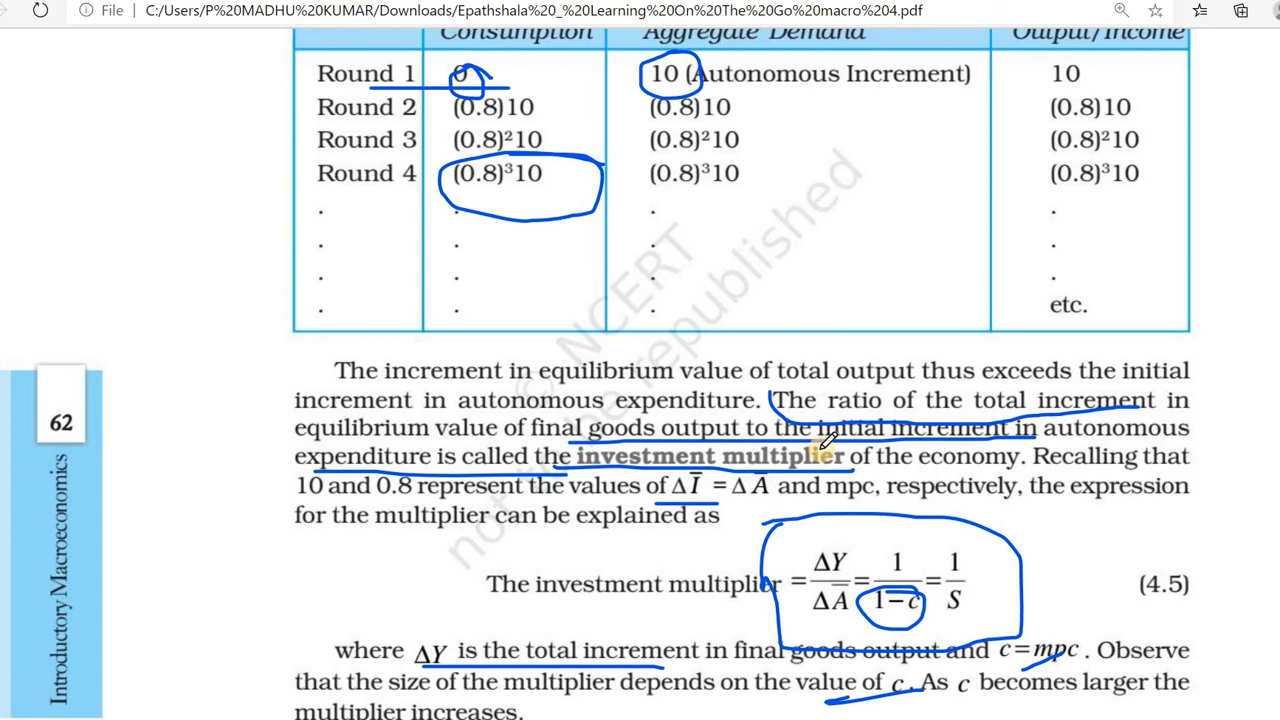 File
C:/Users/P%20MADHU%20KUMAR/Downloads/Epathshala%20_%20Learning%20On%20The%20Go%20macro%204.pdf
Consumption Aggregate Demand Output/Income
Round 1 0 10 (Autonomous Increment) 10
Round 2 (0.8)10 (0.8)10 (0.8)10
Round 3 (0.8)²10 (0.8)²10 (0.8)²10
Round 4 (0.8)³10 (0.8)³10 (0.8)³10
. . . .
. . . .
. . . .
. . . etc.
The increment in equilibrium value of total output thus exceeds the initial
increment in autonomous expenditure. The ratio of the total increment in
equilibrium value of final goods output to the initial increment in autonomous
expenditure is called the investment multiplier of the economy. Recalling that
10 and 0.8 represent the values of ΔI̅ = ΔA̅ and mpc, respectively, the expression
for the multiplier can be explained as
The investment multiplier = ΔY/ΔA̅ = 1/(1−c) = 1/S (4.5)
where ΔY is the total increment in final goods output and c=mpc. Observe
that the size of the multiplier depends on the value of c. As c becomes larger the
multiplier increases.
62
Introductory Macroeconomics
© NCERT
not to be republished